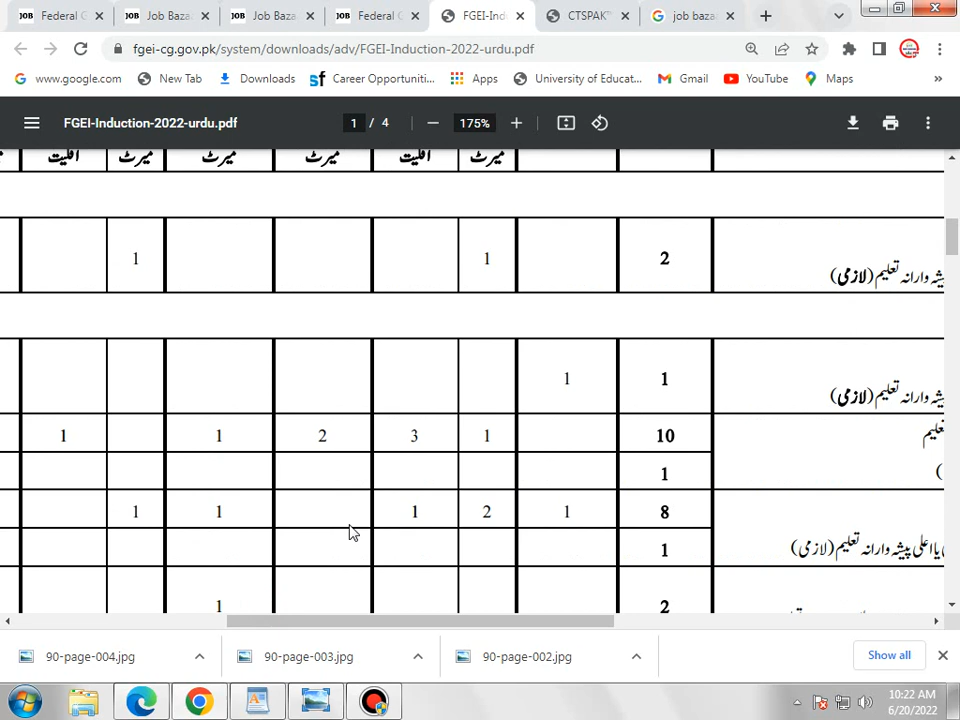 Federal G
Job Baza
Job Baza
Federal G
FGEI-Ind
CTSPAK™
job baza
fgei-cg.gov.pk/system/downloads/adv/FGEI-Induction-2022-urdu.pdf
www.google.com New Tab Downloads Career Opportuniti... Apps University of Educat... Gmail YouTube Maps »
FGEI-Induction-2022-urdu.pdf 1 / 4 175%
اقلیت میرٹ میرٹ میرٹ اقلیت میرٹ
1 1 2
پیشہ وارانہ تعلیم (لازمی)
1 1
پیشہ وارانہ تعلیم (لازمی)
1 1 2 3 1 10 تعلیم
1 (
1 1 1 2 1 8
1 یا اعلیٰ پیشہ وارانہ تعلیم (لازمی)
1 2
90-page-004.jpg 90-page-003.jpg 90-page-002.jpg Show all
10:22 AM
6/20/2022